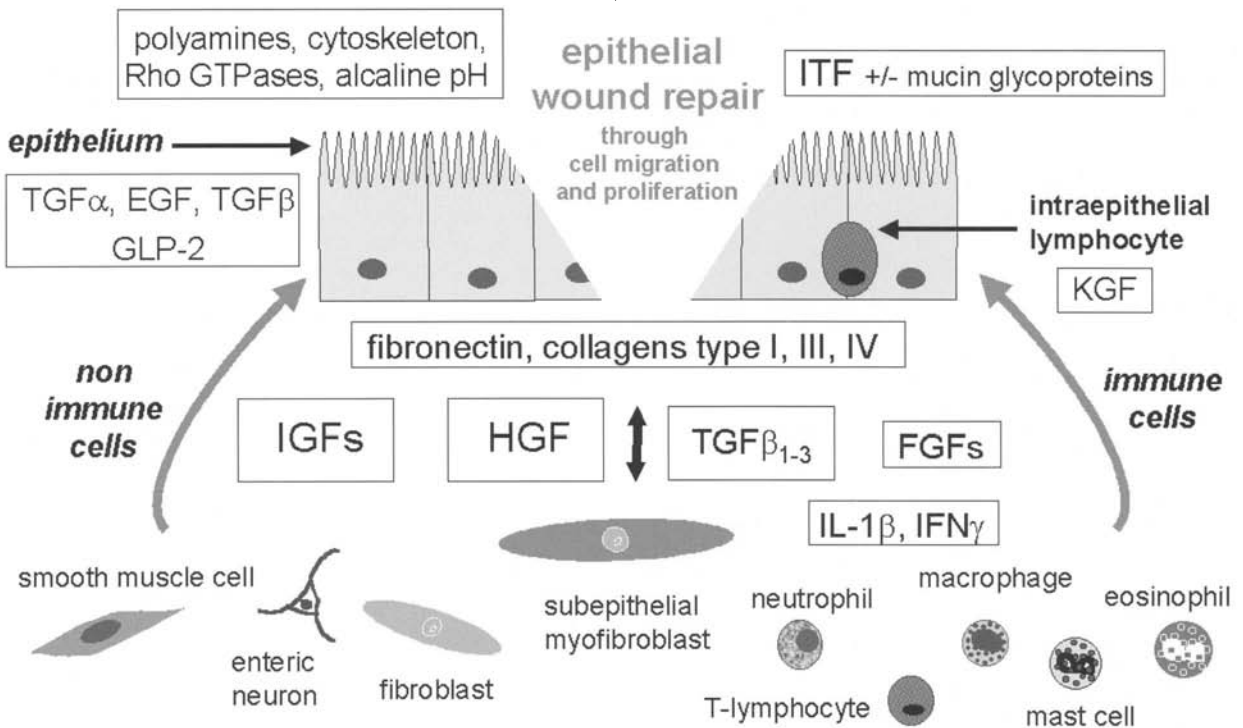 polyamines, cytoskeleton,
Rho GTPases, alcaline pH
epithelial
wound repair
through
cell migration
and proliferation
ITF +/- mucin glycoproteins
epithelium
TGFα, EGF, TGFβ
GLP-2
intraepithelial
lymphocyte
KGF
fibronectin, collagens type I, III, IV
non
immune
cells
immune
cells
IGFs
HGF
TGFβ1-3
FGFs
IL-1β, IFNγ
smooth muscle cell
enteric
neuron
fibroblast
subepithelial
myofibroblast
neutrophil
macrophage
eosinophil
T-lymphocyte
mast cell